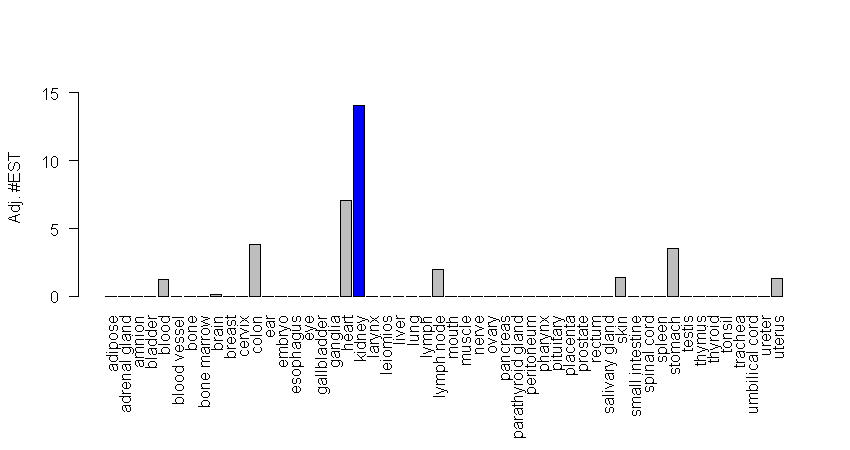 Adj. #EST
15
10
5
0
adipose
adrenal gland
amnion
bladder
blood
blood vessel
bone
bone marrow
brain
breast
cervix
colon
ear
embryo
esophagus
eye
gallbladder
ganglia
heart
kidney
larynx
leiomios
liver
lung
lymph
lymph node
mouth
muscle
nerve
ovary
pancreas
parathyroid gland
peritoneum
pharynx
pituitary
placenta
prostate
rectum
salivary gland
skin
small intestine
spinal cord
spleen
stomach
testis
thymus
thyroid
tonsil
trachea
umbilical cord
ureter
uterus